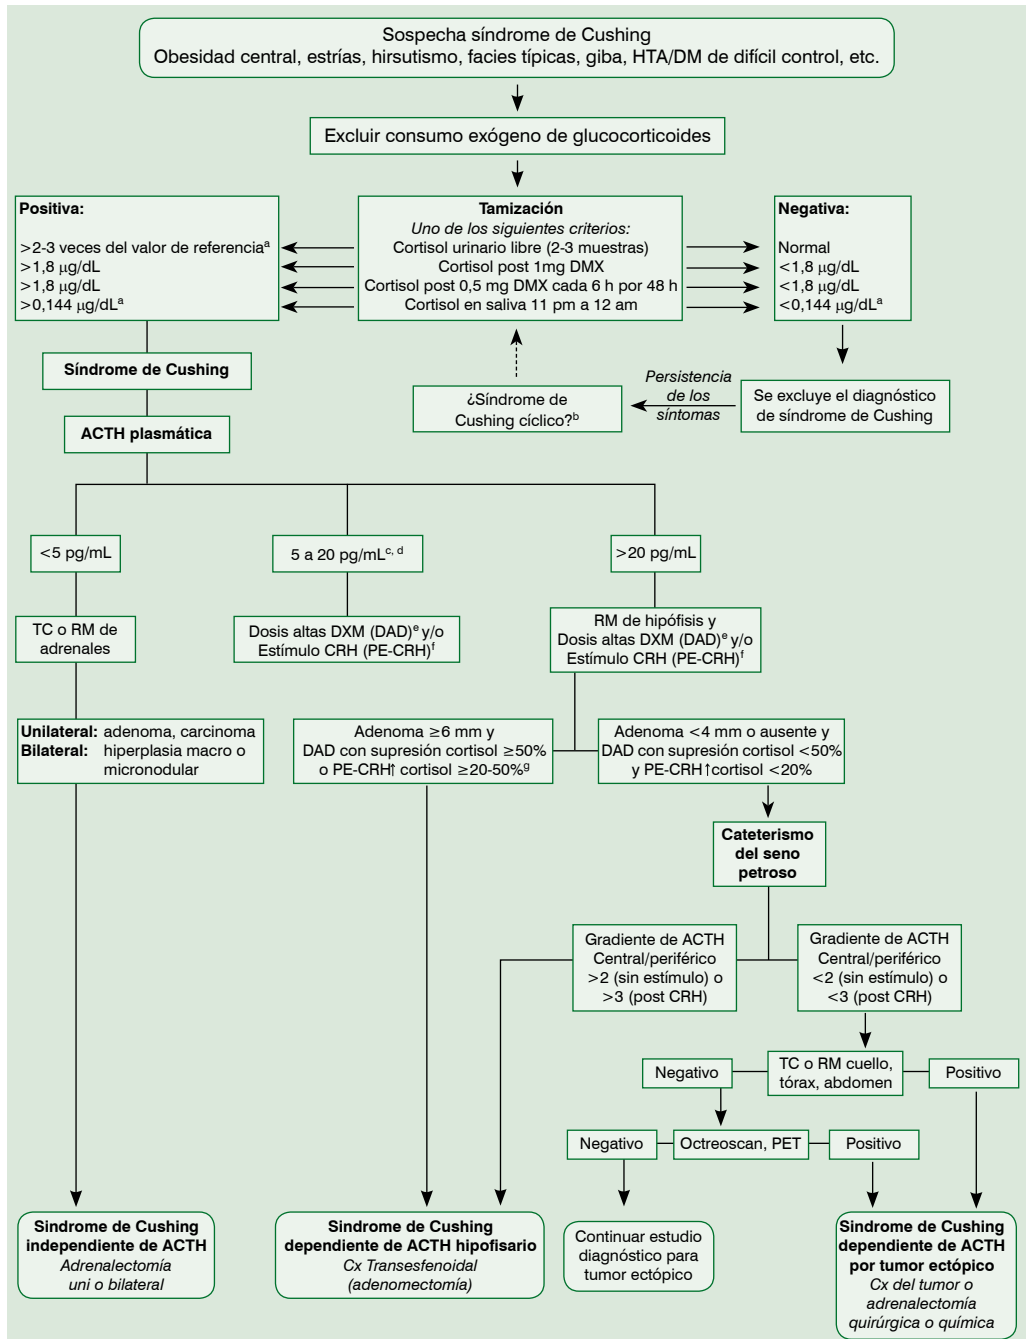 Sospecha síndrome de Cushing
Obesidad central, estrías, hirsutismo, facies típicas, giba, HTA/DM de difícil control, etc.
Excluir consumo exógeno de glucocorticoides
Positiva:
>2-3 veces del valor de referenciaª
>1,8 µg/dL
>1,8 µg/dL
>0,144 µg/dLª
Tamización
Uno de los siguientes criterios:
Cortisol urinario libre (2-3 muestras)
Cortisol post 1mg DMX
Cortisol post 0,5 mg DMX cada 6 h por 48 h
Cortisol en saliva 11 pm a 12 am
Negativa:
Normal
<1,8 µg/dL
<1,8 µg/dL
<0,144 µg/dLª
Síndrome de Cushing
¿Síndrome de
Cushing cíclico?ᵇ
Persistencia
de los
síntomas
Se excluye el diagnóstico
de síndrome de Cushing
ACTH plasmática
<5 pg/mL
5 a 20 pg/mLᶜ, ᵈ
>20 pg/mL
TC o RM de
adrenales
Dosis altas DXM (DAD)ᵉ y/o
Estímulo CRH (PE-CRH)ᶠ
RM de hipófisis y
Dosis altas DXM (DAD)ᵉ y/o
Estímulo CRH (PE-CRH)ᶠ
Unilateral: adenoma, carcinoma
Bilateral: hiperplasia macro o
micronodular
Adenoma ≥6 mm y
DAD con supresión cortisol ≥50%
o PE-CRH↑ cortisol ≥20-50%ᵍ
Adenoma <4 mm o ausente y
DAD con supresión cortisol <50%
y PE-CRH↑cortisol <20%
Cateterismo
del seno
petroso
Gradiente de ACTH
Central/periférico
>2 (sin estímulo) o
>3 (post CRH)
Gradiente de ACTH
Central/periférico
<2 (sin estímulo) o
<3 (post CRH)
Negativo
TC o RM cuello,
tórax, abdomen
Positivo
Negativo
Octreoscan, PET
Positivo
Sindrome de Cushing
independiente de ACTH
Adrenalectomía
uni o bilateral
Sindrome de Cushing
dependiente de ACTH hipofisario
Cx Transesfenoidal
(adenomectomía)
Continuar estudio
diagnóstico para
tumor ectópico
Sindrome de Cushing
dependiente de ACTH
por tumor ectópico
Cx del tumor o
adrenalectomía
quirúrgica o química